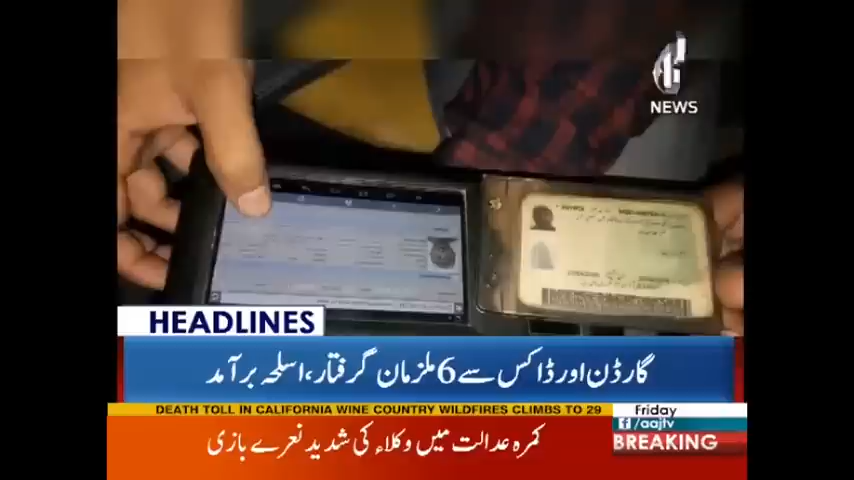 NEWS
HEADLINES
گارڈن اور ڈاکس سے 6 ملزمان گرفتار، اسلحہ برآمد
DEATH TOLL IN CALIFORNIA WINE COUNTRY WILDFIRES CLIMBS TO 29
Friday
/aajtv
BREAKING
کمرہ عدالت میں وکلاء کی شدید نعرے بازی